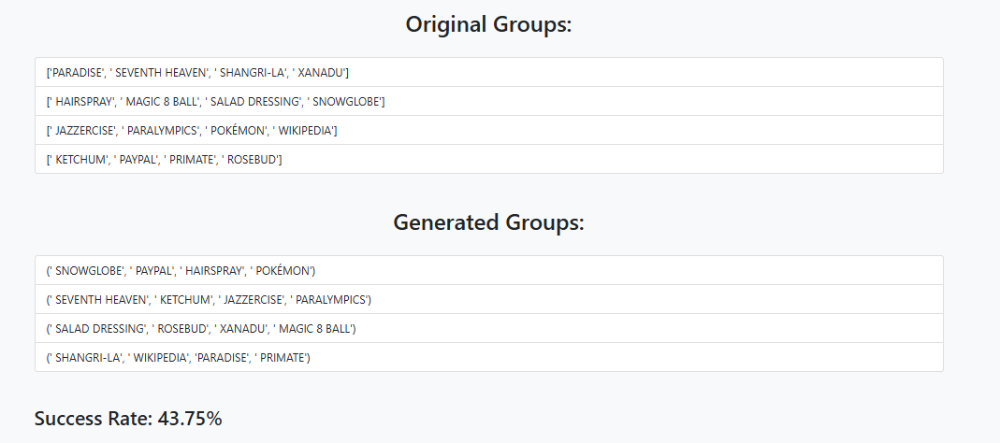 Original Groups:
['PARADISE', ' SEVENTH HEAVEN', ' SHANGRI-LA', ' XANADU']
[' HAIRSPRAY', ' MAGIC 8 BALL', ' SALAD DRESSING', ' SNOWGLOBE']
[' JAZZERCISE', ' PARALYMPICS', ' POKÉMON', ' WIKIPEDIA']
[' KETCHUM', ' PAYPAL', ' PRIMATE', ' ROSEBUD']
Generated Groups:
(' SNOWGLOBE', ' PAYPAL', ' HAIRSPRAY', ' POKÉMON')
(' SEVENTH HEAVEN', ' KETCHUM', ' JAZZERCISE', ' PARALYMPICS')
(' SALAD DRESSING', ' ROSEBUD', ' XANADU', ' MAGIC 8 BALL')
(' SHANGRI-LA', ' WIKIPEDIA', 'PARADISE', ' PRIMATE')
Success Rate: 43.75%